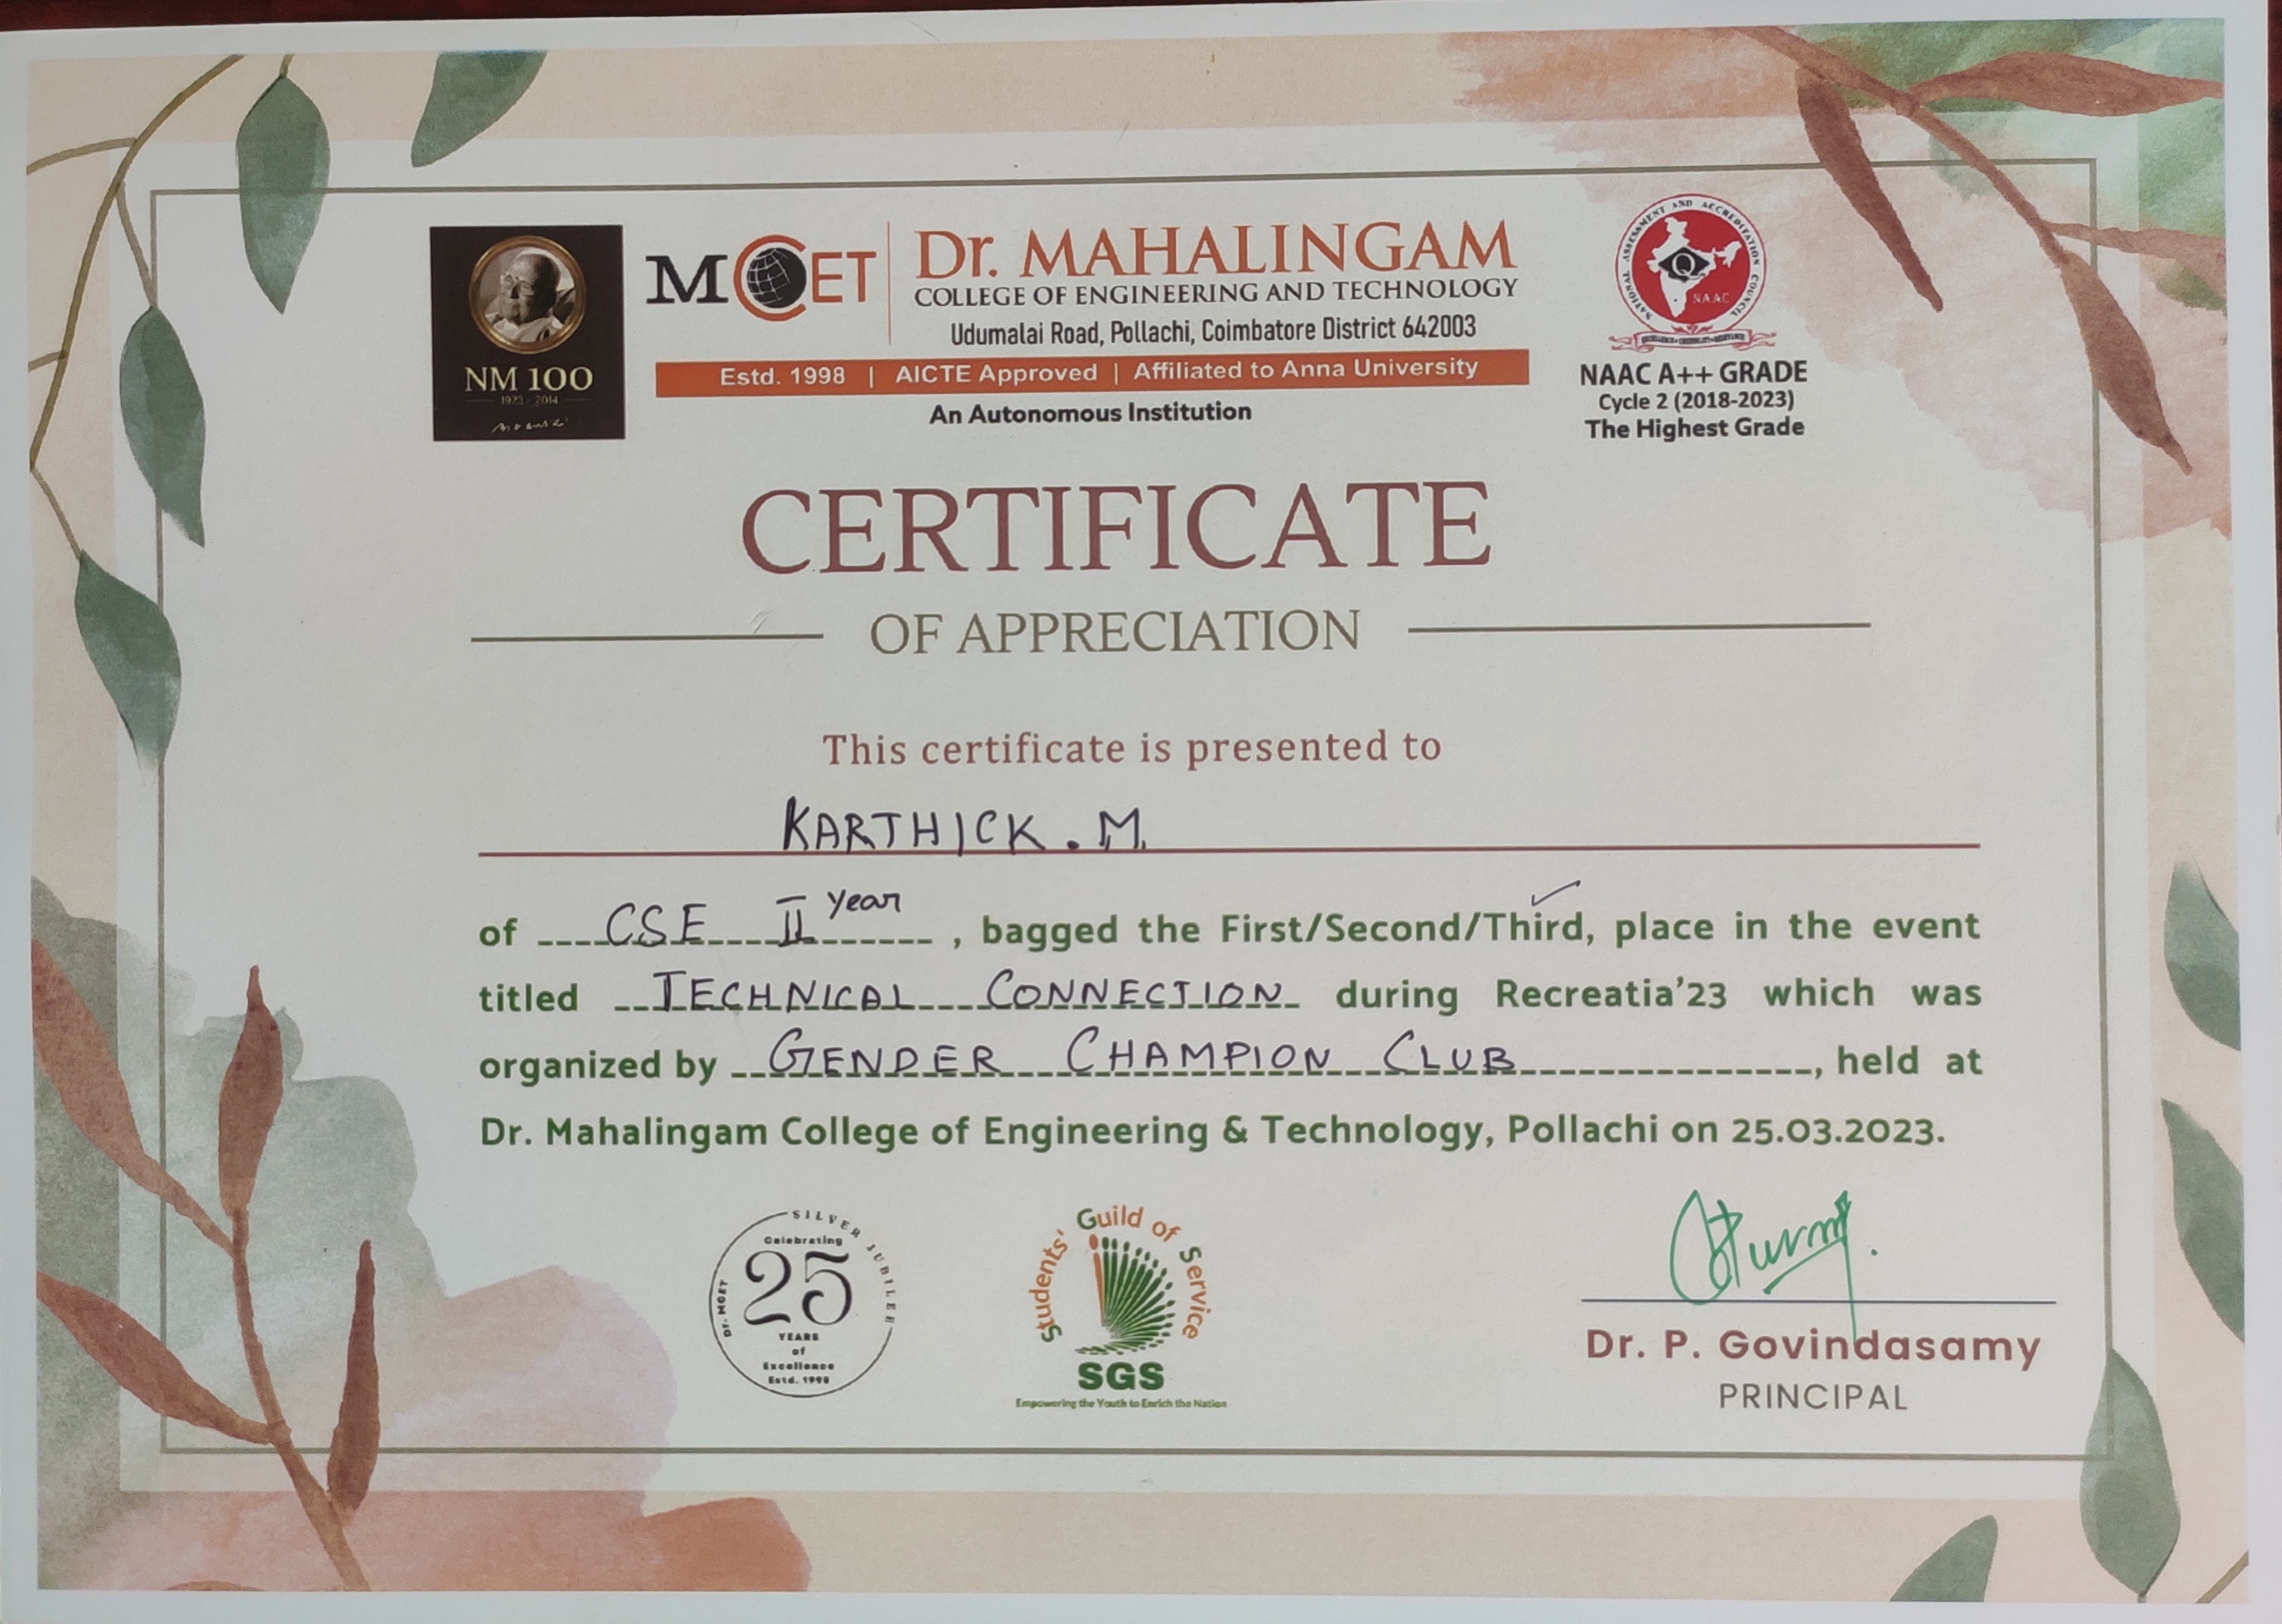 NM 100
1923 - 2014
MCET
Dr. MAHALINGAM
COLLEGE OF ENGINEERING AND TECHNOLOGY
Udumalai Road, Pollachi, Coimbatore District 642003
Estd. 1998 | AICTE Approved | Affiliated to Anna University
An Autonomous Institution
NATIONAL ASSESSMENT AND ACCREDITATION COUNCIL
Q
NAAC
NAAC A++ GRADE
Cycle 2 (2018-2023)
The Highest Grade
CERTIFICATE
OF APPRECIATION
This certificate is presented to
KARTHICK . M.
of CSE II Year , bagged the First/Second/Third, place in the event
titled TECHNICAL CONNECTION during Recreatia'23 which was
organized by GENDER CHAMPION CLUB , held at
Dr. Mahalingam College of Engineering & Technology, Pollachi on 25.03.2023.
Dr. MCET
SILVER JUBILEE
Celebrating
25
YEARS
of
Excellence
Estd. 1998
Students' Guild of Service
SGS
Empowering the Youth to Enrich the Nation
Dr. P. Govindasamy
PRINCIPAL